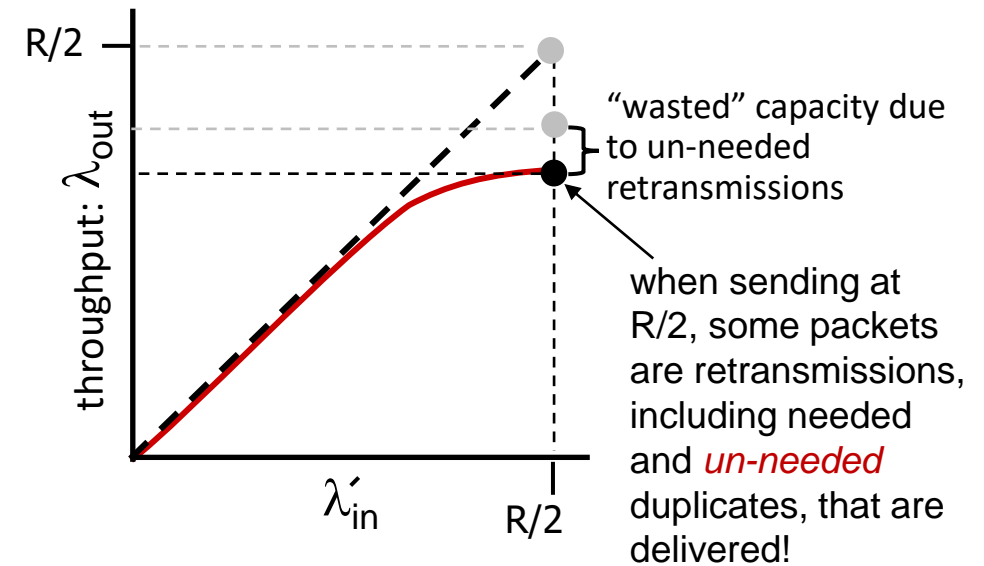 R/2
throughput: λout
“wasted” capacity due
to un-needed
retransmissions
when sending at
R/2, some packets
are retransmissions,
including needed
and un-needed
duplicates, that are
delivered!
λ′in
R/2